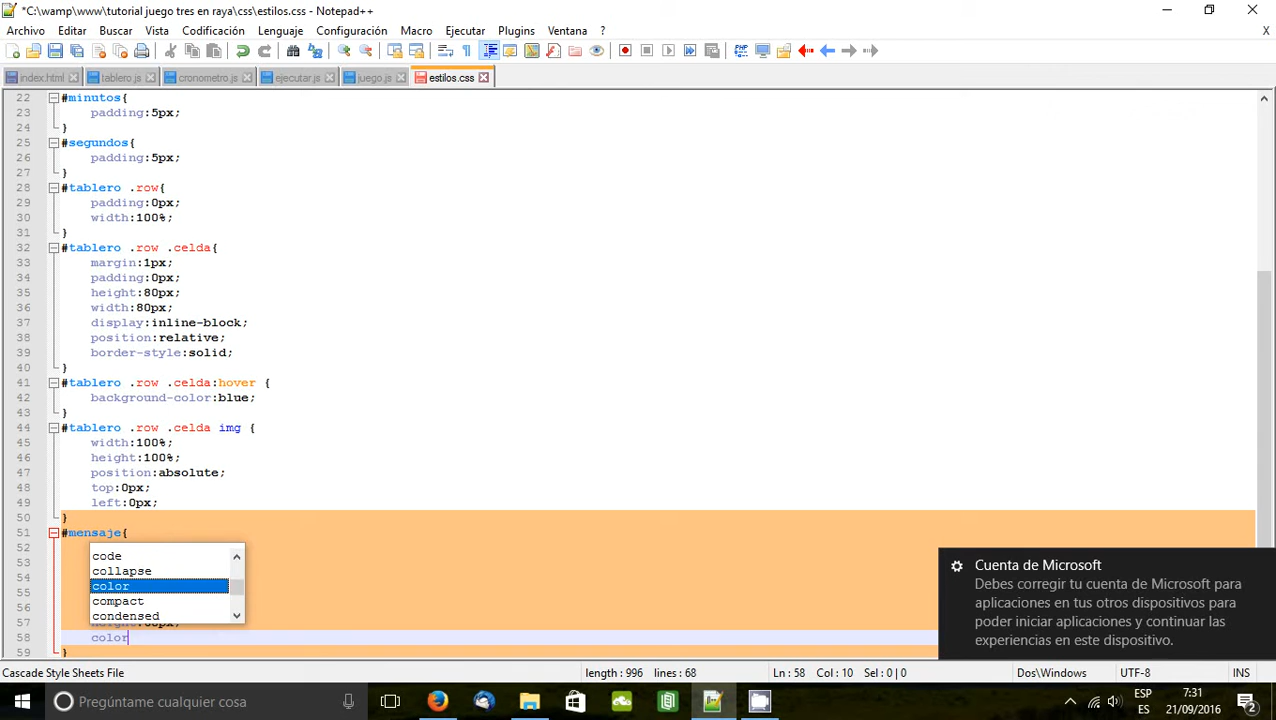 *C:\wamp\www\tutorial juego tres en raya\css\estilos.css - Notepad++
Archivo Editar Buscar Vista Codificación Lenguaje Configuración Macro Ejecutar Plugins Ventana ?
X
index.html tablero.js cronometro.js ejecutar.js juego.js estilos.css
22 #minutos{
23 padding:5px;
24 }
25 #segundos{
26 padding:5px;
27 }
28 #tablero .row{
29 padding:0px;
30 width:100%;
31 }
32 #tablero .row .celda{
33 margin:1px;
34 padding:0px;
35 height:80px;
36 width:80px;
37 display:inline-block;
38 position:relative;
39 border-style:solid;
40 }
41 #tablero .row .celda:hover {
42 background-color:blue;
43 }
44 #tablero .row .celda img {
45 width:100%;
46 height:100%;
47 position:absolute;
48 top:0px;
49 left:0px;
50 }
51 #mensaje{
52
53
54
55
56
57
58 color
59 }
code
collapse
color
compact
condensed
Cuenta de Microsoft
Debes corregir tu cuenta de Microsoft para
aplicaciones en tus otros dispositivos para
poder iniciar aplicaciones y continuar las
experiencias en este dispositivo.
Cascade Style Sheets File length : 996 lines : 68 Ln : 58 Col : 10 Sel : 0 | 0 Dos\Windows UTF-8 INS
Pregúntame cualquier cosa
ESP
ES
7:31
21/09/2016
2